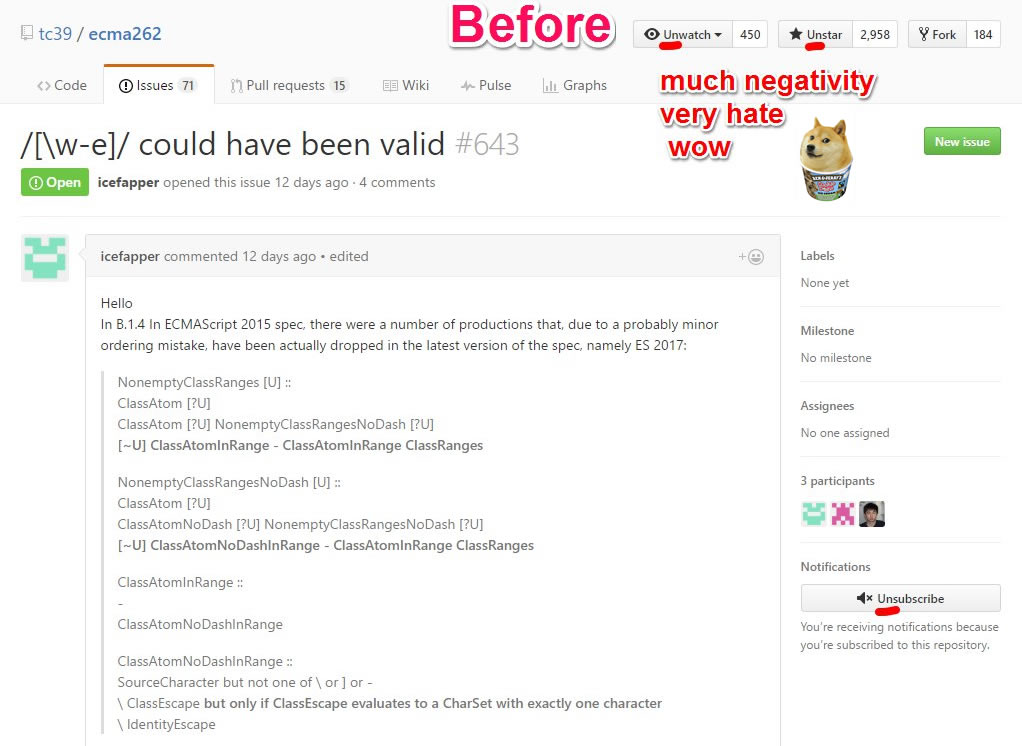 Before
tc39 / ecma262
Unwatch 450 Unstar 2,958 Fork 184
Code Issues 71 Pull requests 15 Wiki Pulse Graphs
much negativity
very hate
wow
/[\w-e]/ could have been valid #643
New issue
Open icefapper opened this issue 12 days ago · 4 comments
icefapper commented 12 days ago • edited
Hello
In B.1.4 In ECMAScript 2015 spec, there were a number of productions that, due to a probably minor
ordering mistake, have been actually dropped in the latest version of the spec, namely ES 2017:
NonemptyClassRanges [U] ::
ClassAtom [?U]
ClassAtom [?U] NonemptyClassRangesNoDash [?U]
[~U] ClassAtomInRange - ClassAtomInRange ClassRanges
NonemptyClassRangesNoDash [U] ::
ClassAtom [?U]
ClassAtomNoDash [?U] NonemptyClassRangesNoDash [?U]
[~U] ClassAtomNoDashInRange - ClassAtomInRange ClassRanges
ClassAtomInRange ::
-
ClassAtomNoDashInRange
ClassAtomNoDashInRange ::
SourceCharacter but not one of \ or ] or -
\ ClassEscape but only if ClassEscape evaluates to a CharSet with exactly one character
\ IdentityEscape
Labels
None yet
Milestone
No milestone
Assignees
No one assigned
3 participants
Notifications
Unsubscribe
You're receiving notifications because
you're subscribed to this repository.